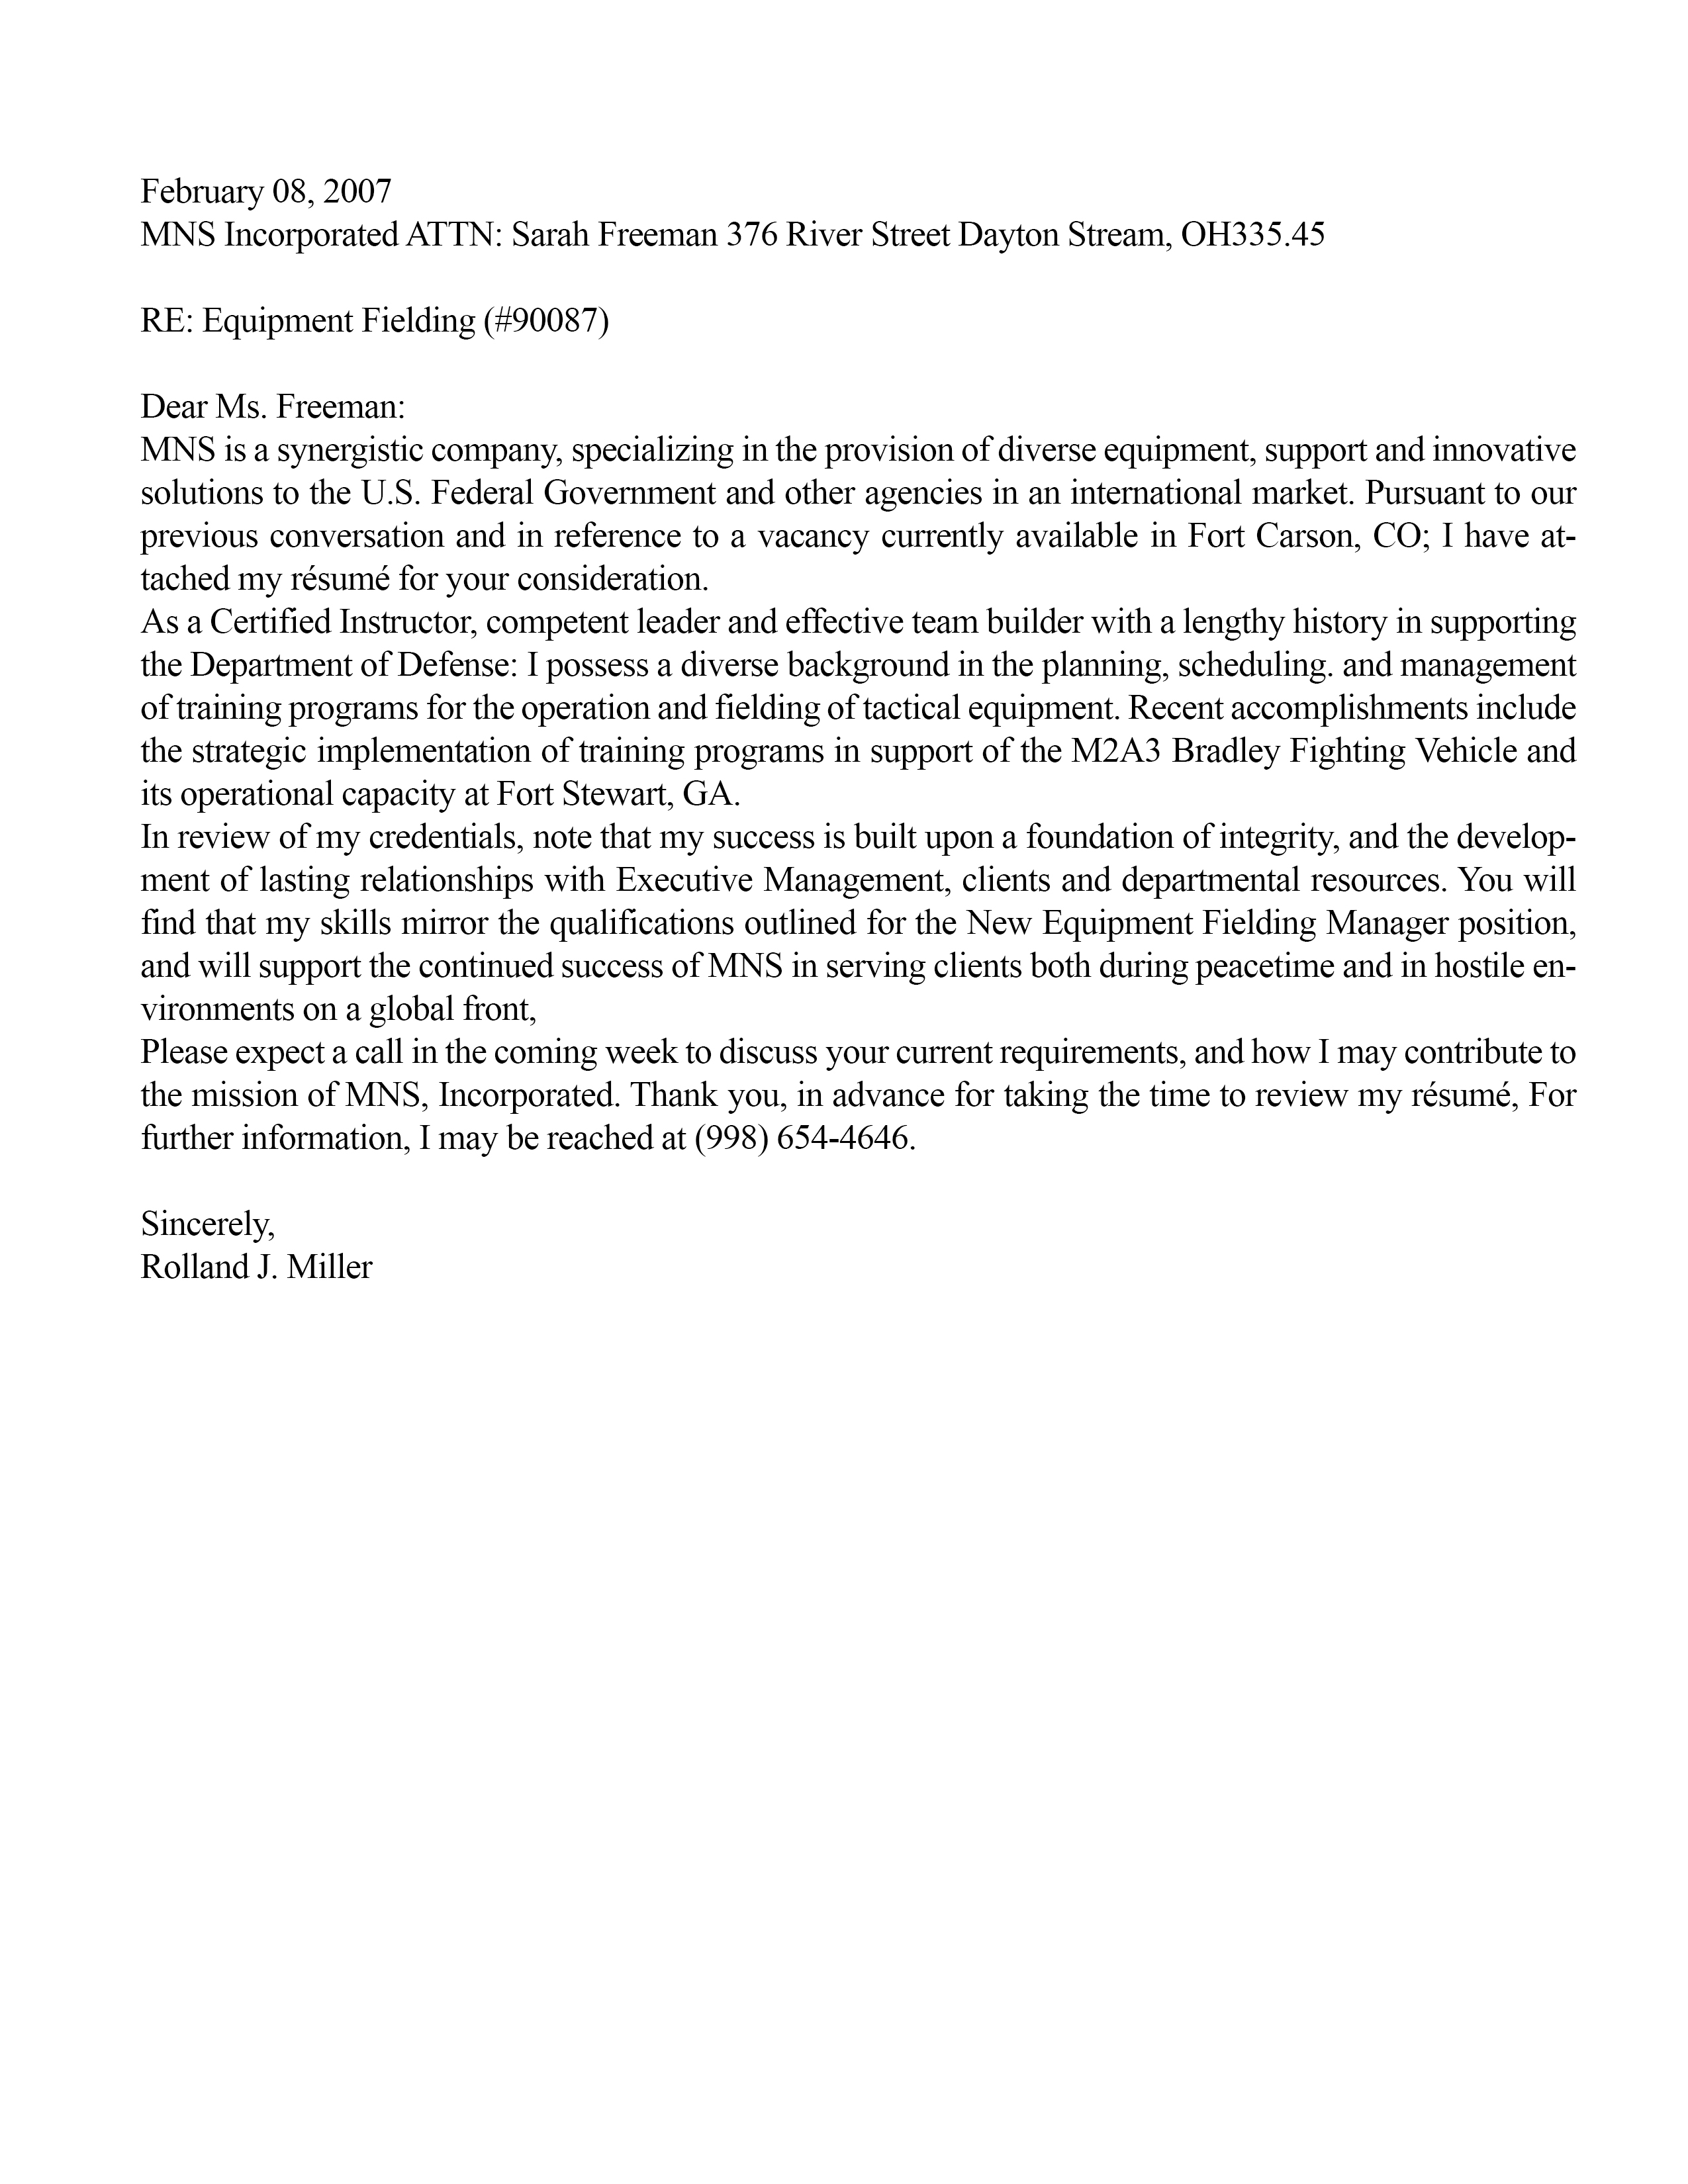 February 08, 2007
MNS Incorporated ATTN: Sarah Freeman 376 River Street Dayton Stream, OH335.45
RE: Equipment Fielding (#90087)
Dear Ms. Freeman:
MNS is a synergistic company, specializing in the provision of diverse equipment, support and innovative
solutions to the U.S. Federal Government and other agencies in an international market. Pursuant to our
previous conversation and in reference to a vacancy currently available in Fort Carson, CO; I have at-
tached my résumé for your consideration.
As a Certified Instructor, competent leader and effective team builder with a lengthy history in supporting
the Department of Defense: I possess a diverse background in the planning, scheduling. and management
of training programs for the operation and fielding of tactical equipment. Recent accomplishments include
the strategic implementation of training programs in support of the M2A3 Bradley Fighting Vehicle and
its operational capacity at Fort Stewart, GA.
In review of my credentials, note that my success is built upon a foundation of integrity, and the develop-
ment of lasting relationships with Executive Management, clients and departmental resources. You will
find that my skills mirror the qualifications outlined for the New Equipment Fielding Manager position,
and will support the continued success of MNS in serving clients both during peacetime and in hostile en-
vironments on a global front,
Please expect a call in the coming week to discuss your current requirements, and how I may contribute to
the mission of MNS, Incorporated. Thank you, in advance for taking the time to review my résumé, For
further information, I may be reached at (998) 654-4646.
Sincerely,
Rolland J. Miller